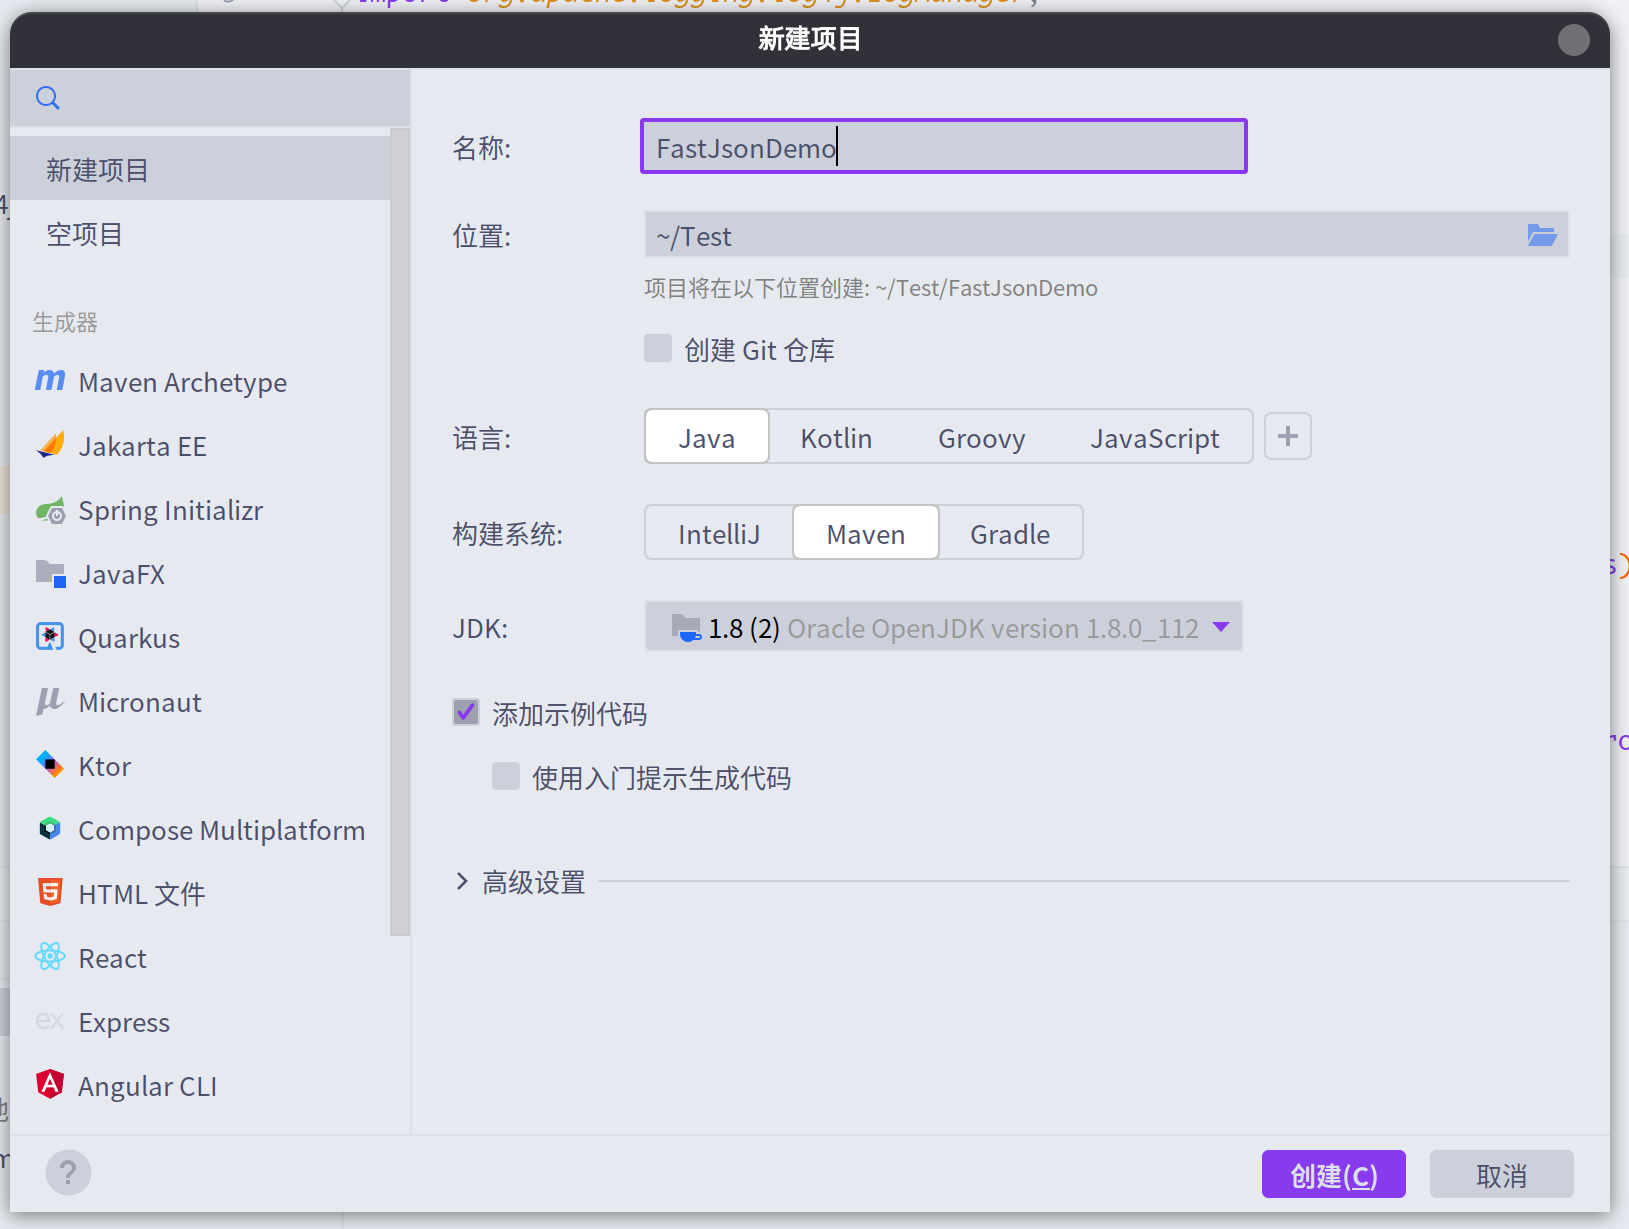 新建项目
新建项目
空项目
生成器
Maven Archetype
Jakarta EE
Spring Initializr
JavaFX
Quarkus
Micronaut
Ktor
Compose Multiplatform
HTML 文件
React
Express
Angular CLI
名称:
FastJsonDemo
位置:
~/Test
项目将在以下位置创建: ~/Test/FastJsonDemo
创建 Git 仓库
语言:
Java Kotlin Groovy JavaScript
构建系统:
IntelliJ Maven Gradle
JDK:
1.8 (2) Oracle OpenJDK version 1.8.0_112
添加示例代码
使用入门提示生成代码
高级设置
?
创建(C)
取消